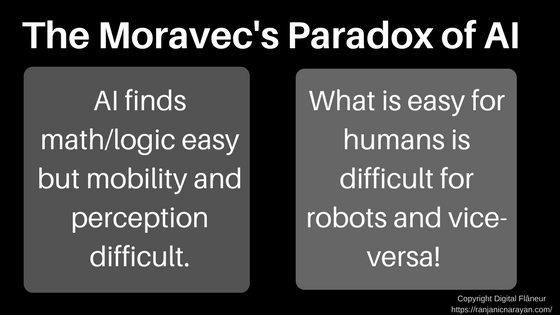 The Moravec's Paradox of AI
AI finds
math/logic easy
but mobility and
perception
difficult.
What is easy for
humans is
difficult for
robots and vice-
versa!
Copyright Digital Flâneur
https://ranjanicnarayan.com/